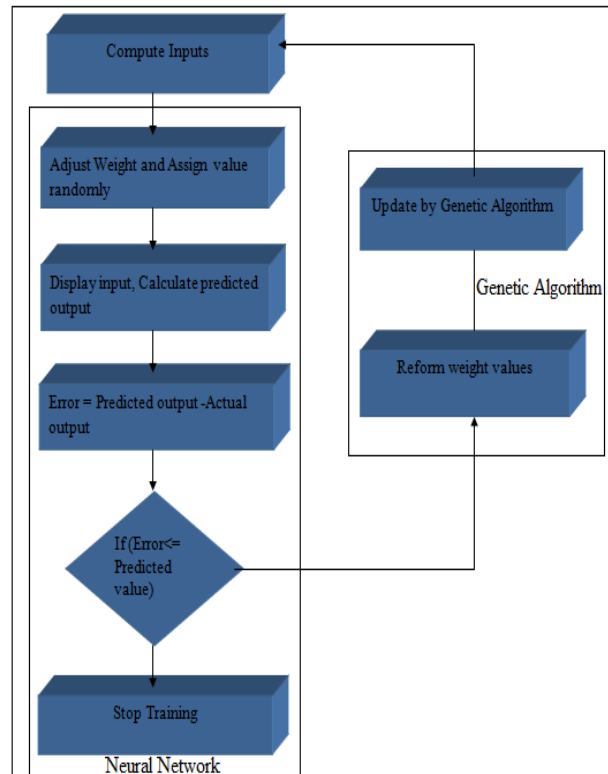 Compute Inputs
Adjust Weight and Assign value
randomly
Display input, Calculate predicted
output
Error = Predicted output -Actual
output
If (Error<=
Predicted
value)
Stop Training
Neural Network
Update by Genetic Algorithm
Genetic Algorithm
Reform weight values